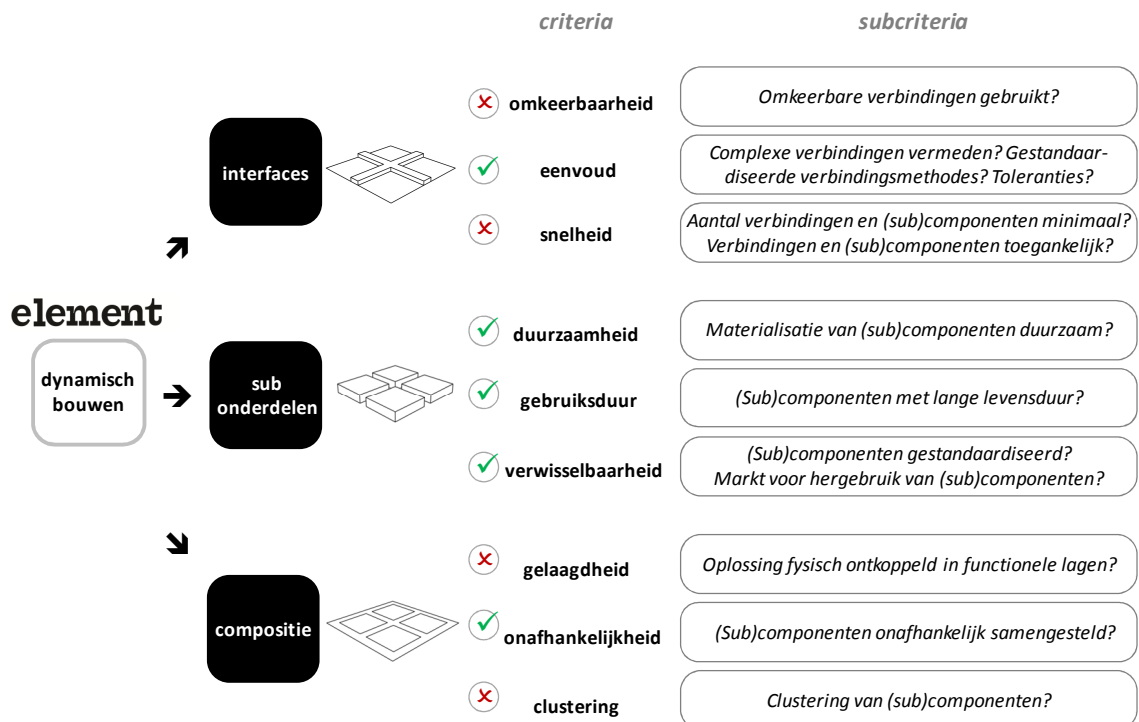 criteria
subcriteria
element
dynamisch
bouwen
interfaces
omkeerbaarheid
Omkeerbare verbindingen gebruikt?
eenvoud
Complexe verbindingen vermeden? Gestandaar-
diseerde verbindingsmethodes? Toleranties?
snelheid
Aantal verbindingen en (sub)componenten minimaal?
Verbindingen en (sub)componenten toegankelijk?
sub
onderdelen
duurzaamheid
Materialisatie van (sub)componenten duurzaam?
gebruiksduur
(Sub)componenten met lange levensduur?
verwisselbaarheid
(Sub)componenten gestandaardiseerd?
Markt voor hergebruik van (sub)componenten?
compositie
gelaagdheid
Oplossing fysisch ontkoppeld in functionele lagen?
onafhankelijkheid
(Sub)componenten onafhankelijk samengesteld?
clustering
Clustering van (sub)componenten?